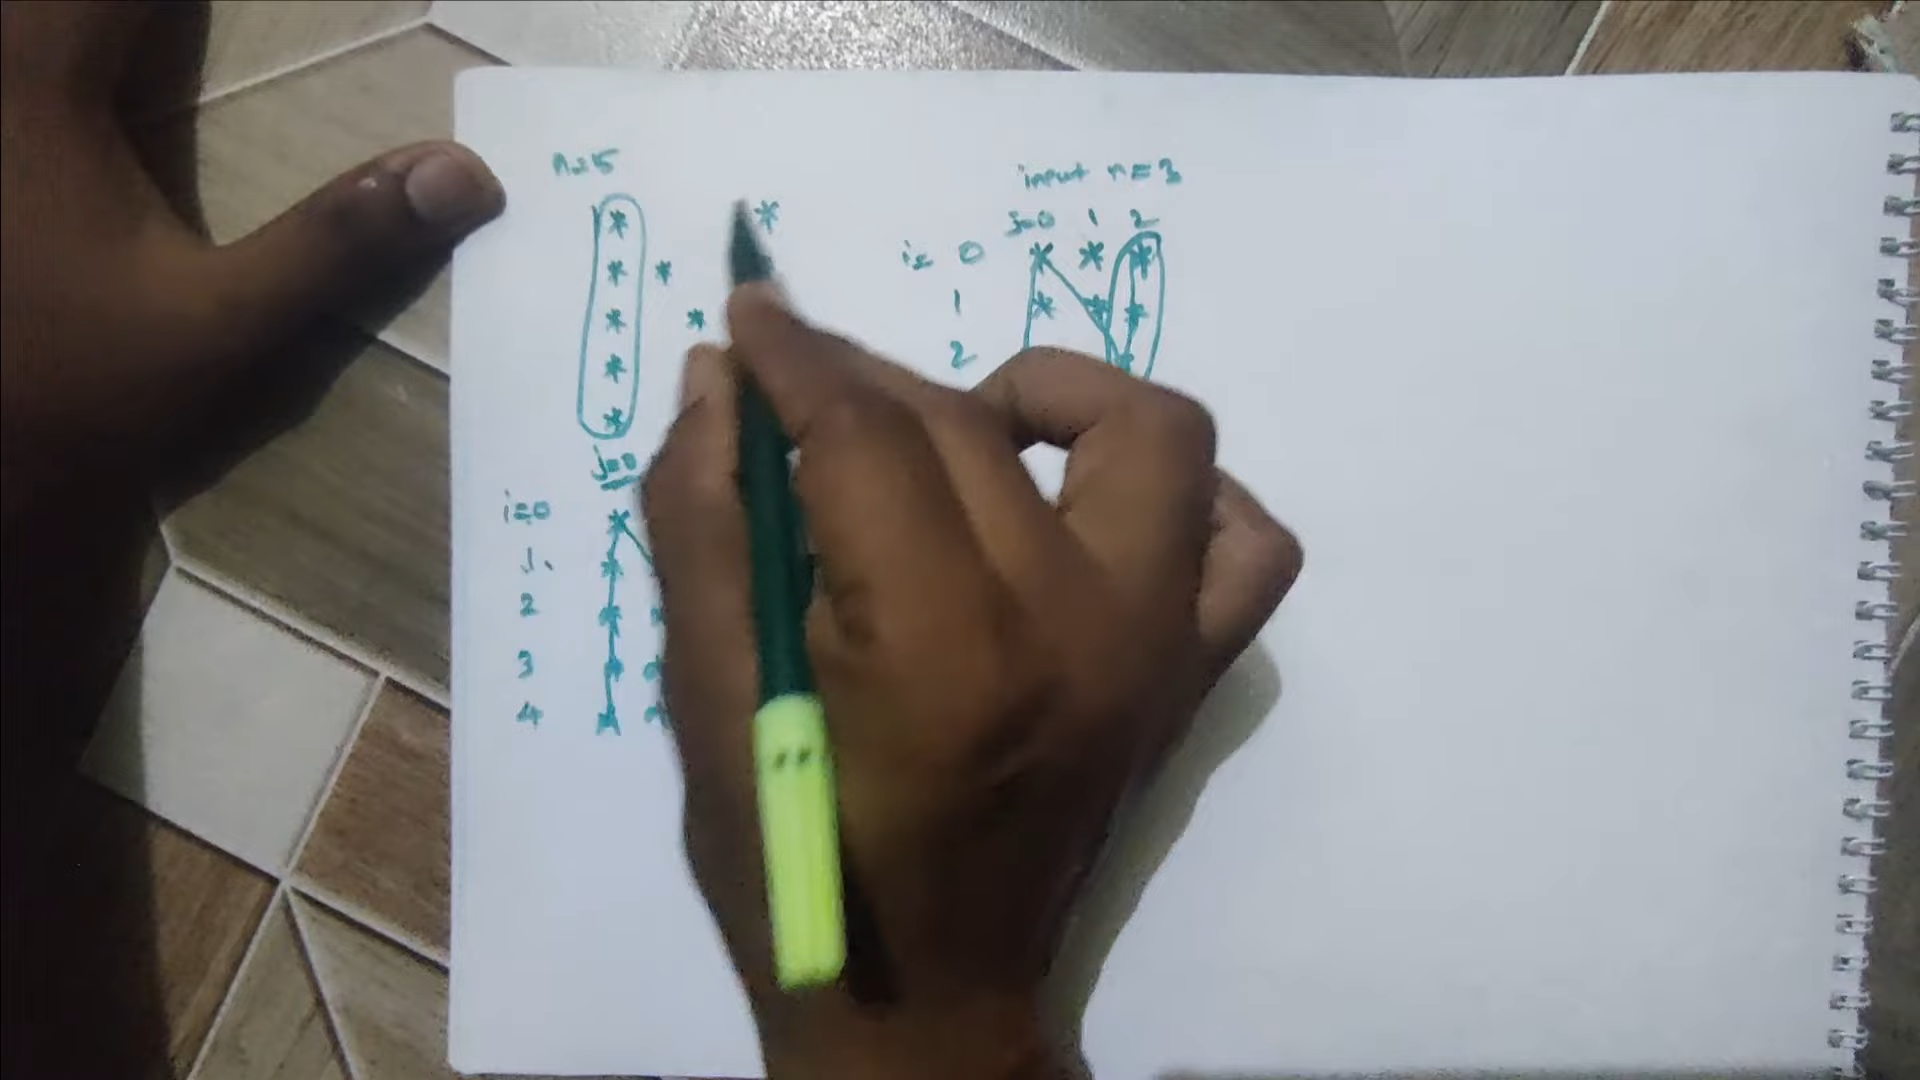 n=5
*
*
* *
* *
*
*
j=0
i=0 *
1. *
2 *
3 *
4 *
input n=3
j=0 1 2
i= 0 * * *
1 * * *
2 *